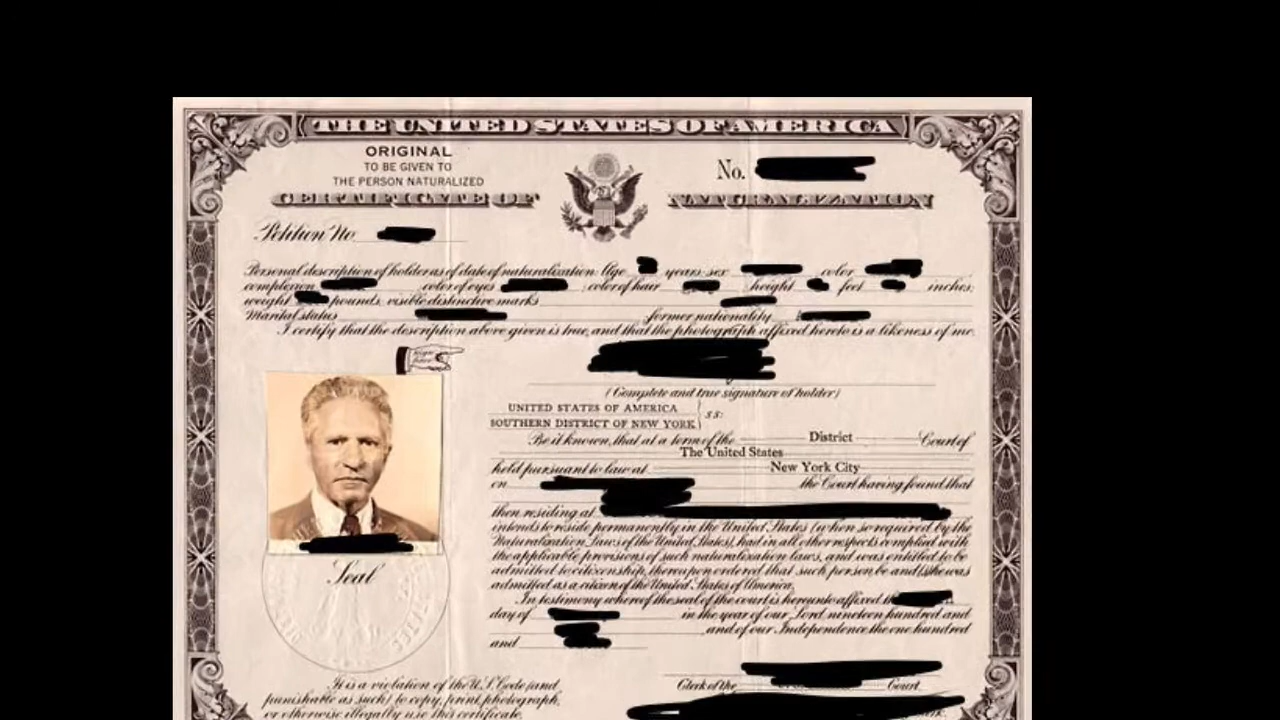 THE UNITED STATES OF AMERICA
ORIGINAL
TO BE GIVEN TO
THE PERSON NATURALIZED
No.
CERTIFICATE OF NATURALIZATION
Petition No
Personal description of holder as of date of naturalization: Age years; sex color
complexion color of eyes color of hair height feet inches;
weight pounds; visible distinctive marks
Marital status former nationality
I certify that the description above given is true, and that the photograph affixed hereto is a likeness of me.
(Complete and true signature of holder)
UNITED STATES OF AMERICA
SOUTHERN DISTRICT OF NEW YORK
ss:
Be it known, that at a term of the District Court of
The United States
held pursuant to law at New York City
on the Court having found that
then residing at
intends to reside permanently in the United States (when so required by the
Naturalization Laws of the United States), had in all other respects complied with
the applicable provisions of such naturalization laws, and was entitled to be
admitted to citizenship, thereupon ordered that such person be and (s)he was
admitted as a citizen of the United States of America.
Seal
In testimony whereof the seal of the court is hereunto affixed
day of in the year of our Lord nineteen hundred and
and of our Independence the one hundred
and
It is a violation of the U.S. Code (and
punishable as such) to copy, print, photograph,
or otherwise illegally use this certificate.
Clerk of the Court.